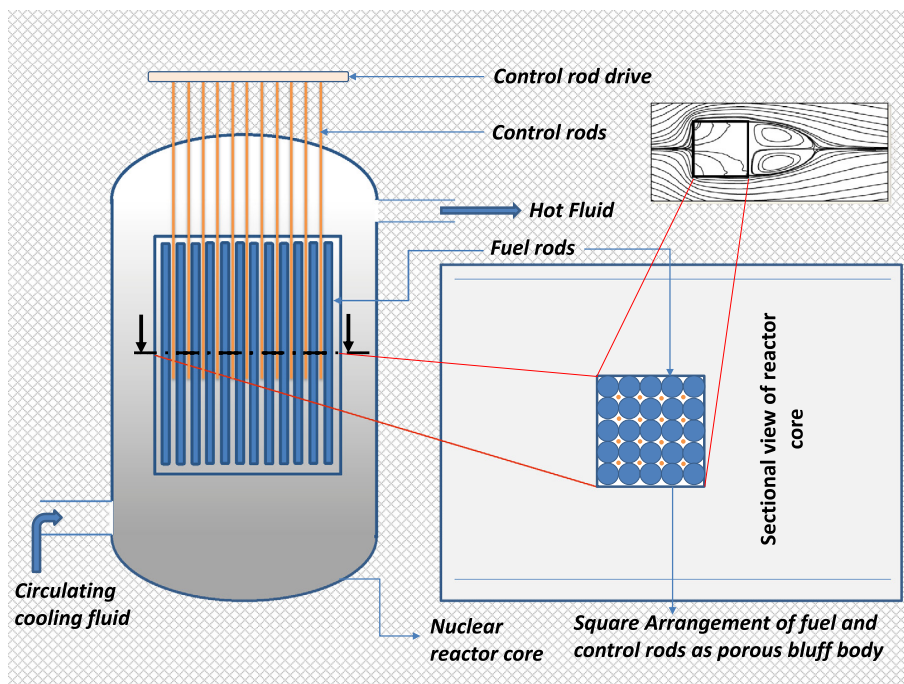 Control rod drive
Control rods
Hot Fluid
Fuel rods
Sectional view of reactor
core
Circulating
cooling fluid
Nuclear
reactor core
Square Arrangement of fuel and
control rods as porous bluff body